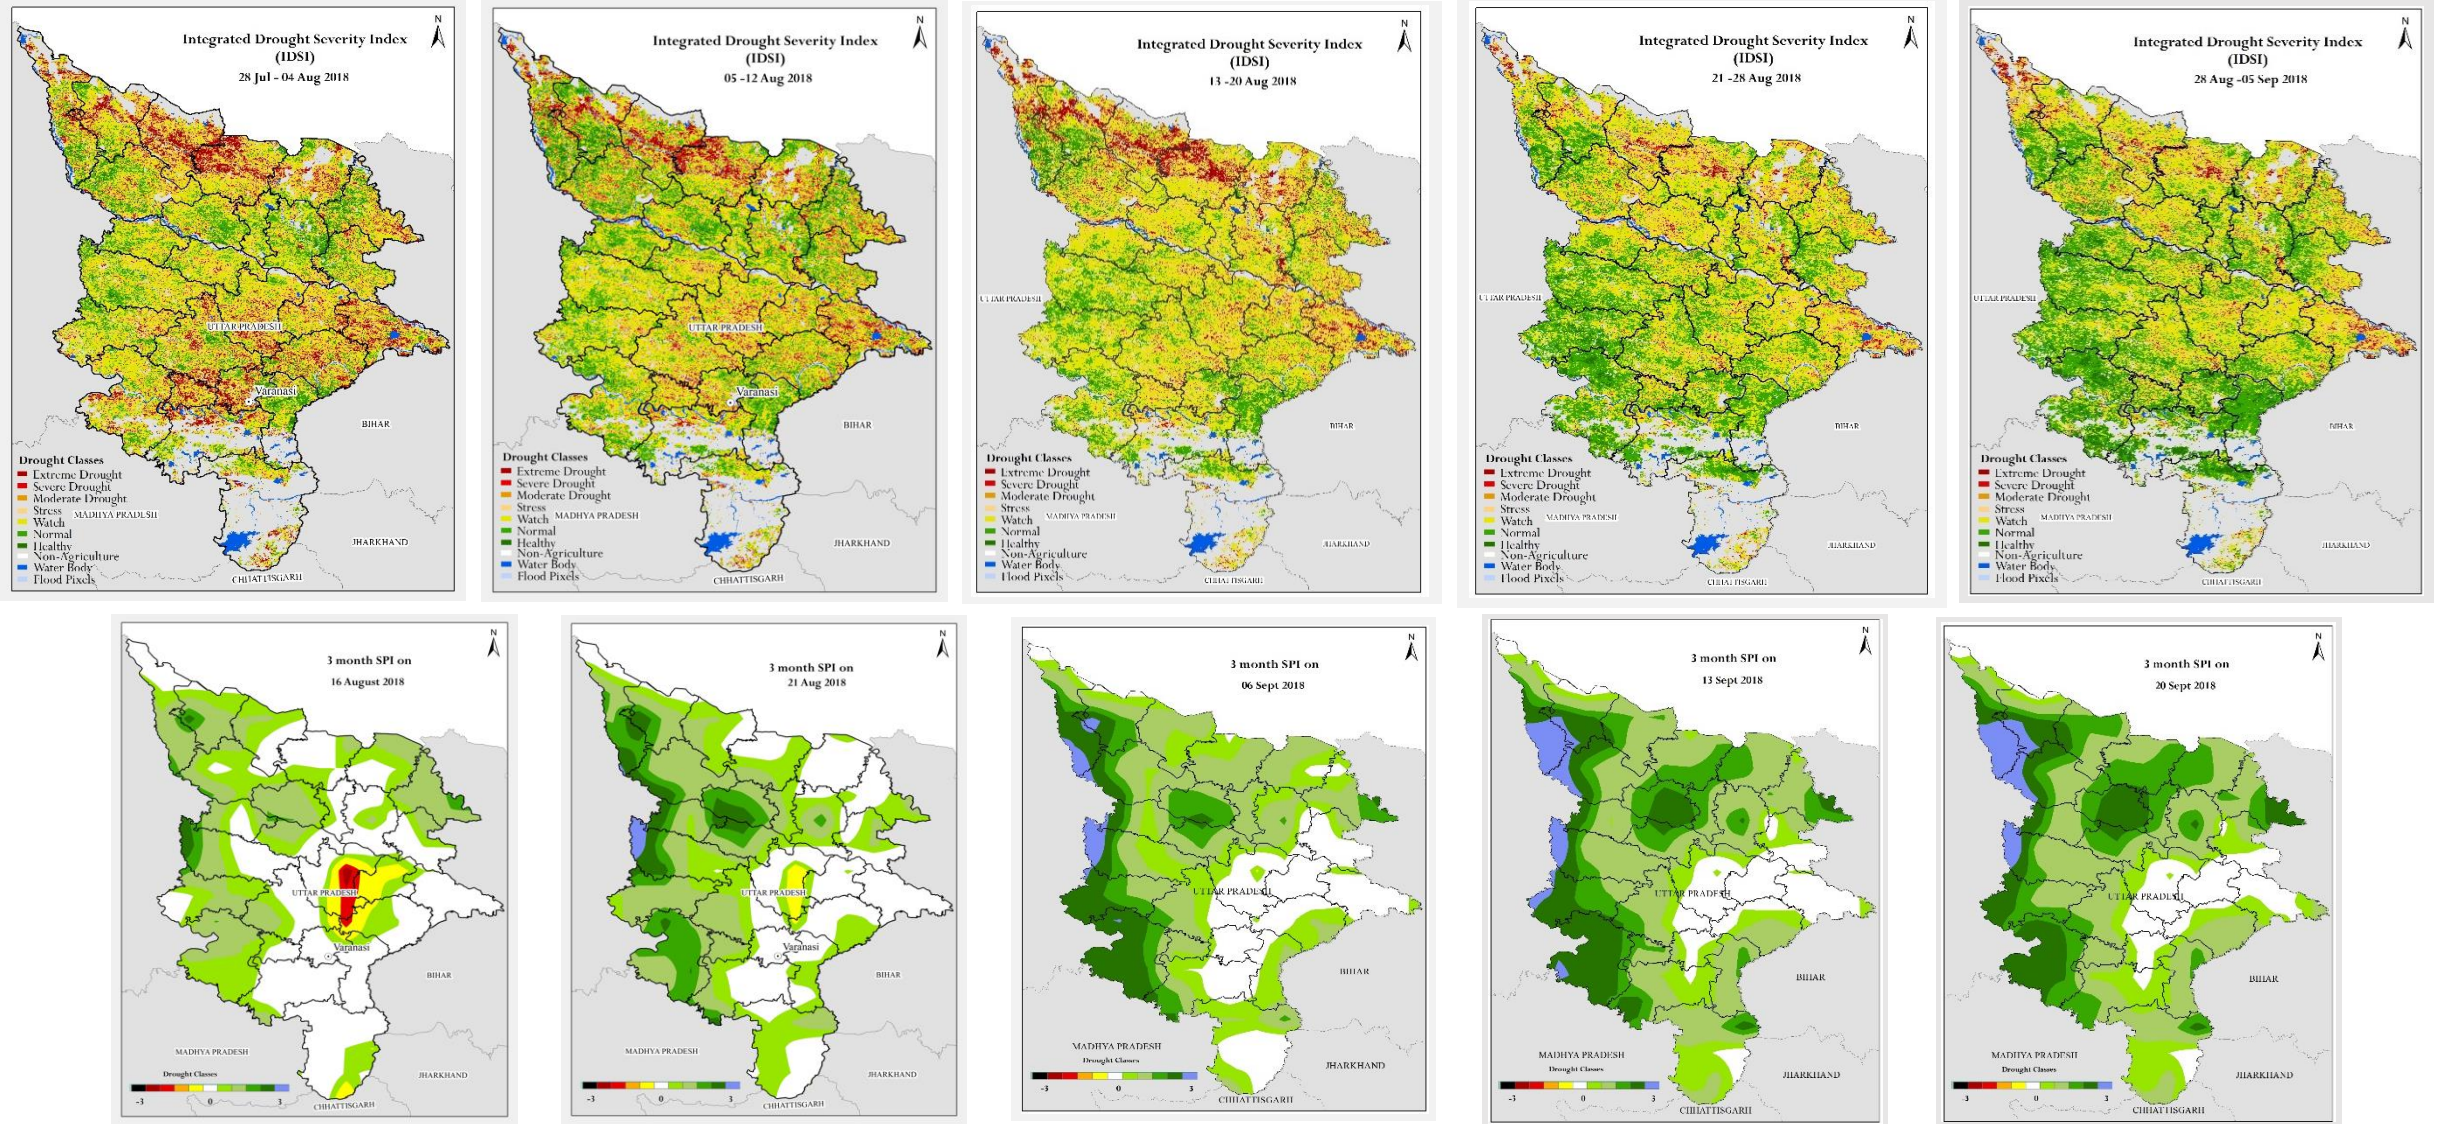 N
Integrated Drought Severity Index
(IDSI)
28 Jul - 04 Aug 2018
UTTAR PRADESH
Varanasi
BIHAR
Drought Classes
Extreme Drought
Severe Drought
Moderate Drought
Stress
Watch
Normal
Healthy
Non-Agriculture
Water Body
Flood Pixels
MADHYA PRADESH
JHARKHAND
CHHATTISGARH
N
Integrated Drought Severity Index
(IDSI)
05 -12 Aug 2018
UTTAR PRADESH
Varanasi
BIHAR
Drought Classes
Extreme Drought
Severe Drought
Moderate Drought
Stress
Watch
Normal
Healthy
Non-Agriculture
Water Body
Flood Pixels
MADHYA PRADESH
JHARKHAND
CHHATTISGARH
N
Integrated Drought Severity Index
(IDSI)
13 -20 Aug 2018
UTTAR PRADESH
BIHAR
Drought Classes
Extreme Drought
Severe Drought
Moderate Drought
Stress
Watch
Normal
Healthy
Non-Agriculture
Water Body
Flood Pixels
MADHYA PRADESH
JHARKHAND
CHHATTISGARH
N
Integrated Drought Severity Index
(IDSI)
21 -28 Aug 2018
UTTAR PRADESH
BIHAR
Drought Classes
Extreme Drought
Severe Drought
Moderate Drought
Stress
Watch
Normal
Healthy
Non-Agriculture
Water Body
Flood Pixels
MADHYA PRADESH
JHARKHAND
CHHATTISGARH
N
Integrated Drought Severity Index
(IDSI)
28 Aug -05 Sep 2018
UTTAR PRADESH
BIHAR
Drought Classes
Extreme Drought
Severe Drought
Moderate Drought
Stress
Watch
Normal
Healthy
Non-Agriculture
Water Body
Flood Pixels
MADHYA PRADESH
JHARKHAND
CHHATTISGARH
N
3 month SPI on
16 August 2018
UTTAR PRADESH
Varanasi
BIHAR
MADHYA PRADESH
Drought Classes
JHARKHAND
-3 0 3
CHHATTISGARH
N
3 month SPI on
21 Aug 2018
UTTAR PRADESH
Varanasi
BIHAR
MADHYA PRADESH
JHARKHAND
-3 0 3
CHHATTISGARH
N
3 month SPI on
06 Sept 2018
UTTAR PRADESH
BIHAR
MADHYA PRADESH
Drought Classes
JHARKHAND
-3 0 3
CHHATTISGARH
N
3 month SPI on
13 Sept 2018
UTTAR PRADESH
BIHAR
MADHYA PRADESH
Drought Classes
JHARKHAND
-3 0 3
CHHATTISGARH
N
3 month SPI on
20 Sept 2018
UTTAR PRADESH
BIHAR
MADHYA PRADESH
Drought Classes
JHARKHAND
-3 0 3
CHHATTISGARH